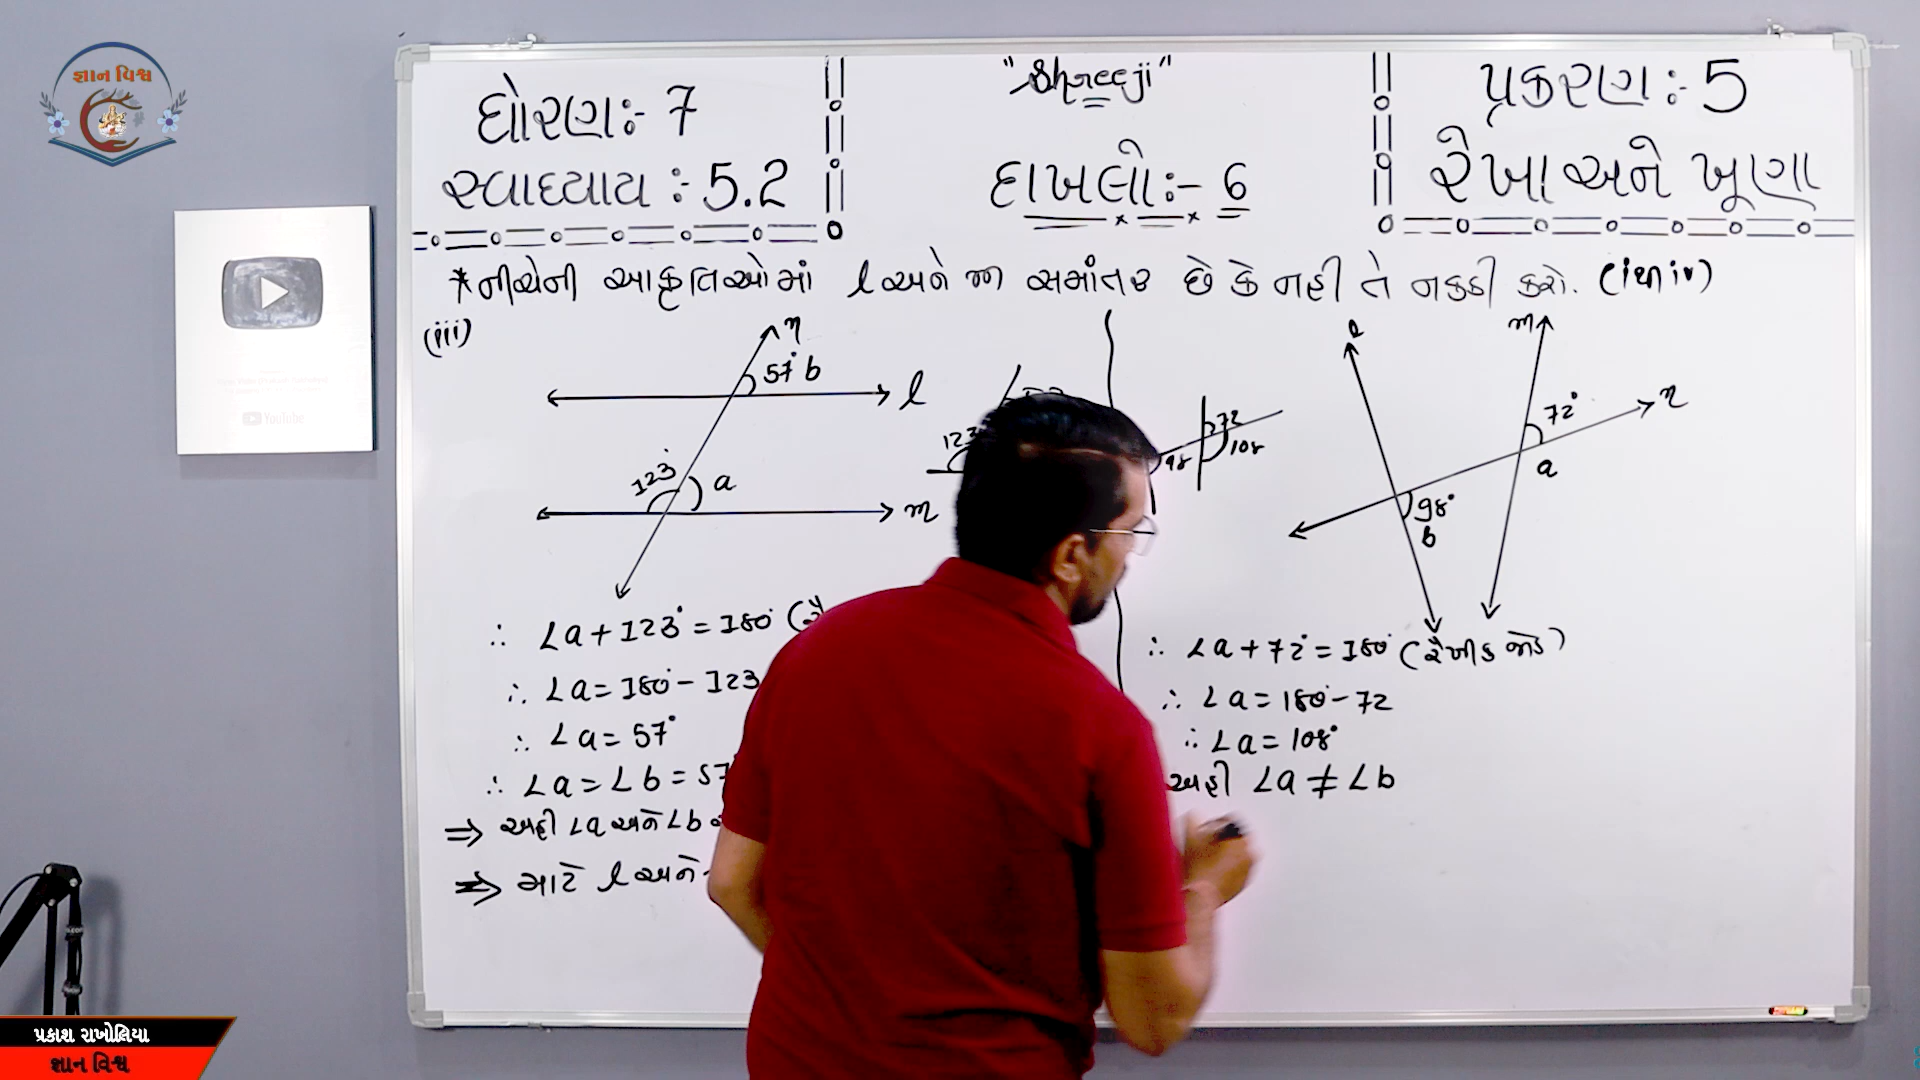 જ્ઞાન વિશ્વ
ધોરણ:- 7
સ્વાધ્યાય :- 5.2
"Shreeji"
દાખલો:- 6
પ્રકરણ :- 5
રેખા અને ખૂણા
* નીચેની આકૃતિઓમાં l અને m સમાંતર છે કે નહી તે નક્કી કરો.
(iii)
n
57° b
l
123°
a
m
123
72
98
108
l
m
72°
n
a
98°
b
∴ ∠a + 123° = 180°
∴ ∠a = 180° - 123
∴ ∠a = 57°
∴ ∠a = ∠b = 57
⇒ અહી ∠a અને ∠b
⇒ માટે l અને
∴ ∠a + 72° = 180° (રૈખીક જોડ)
∴ ∠a = 180° - 72
∴ ∠a = 108°
અહી ∠a ≠ ∠b
YouTube
પ્રકાશ રાખોલિયા
જ્ઞાન વિશ્વ